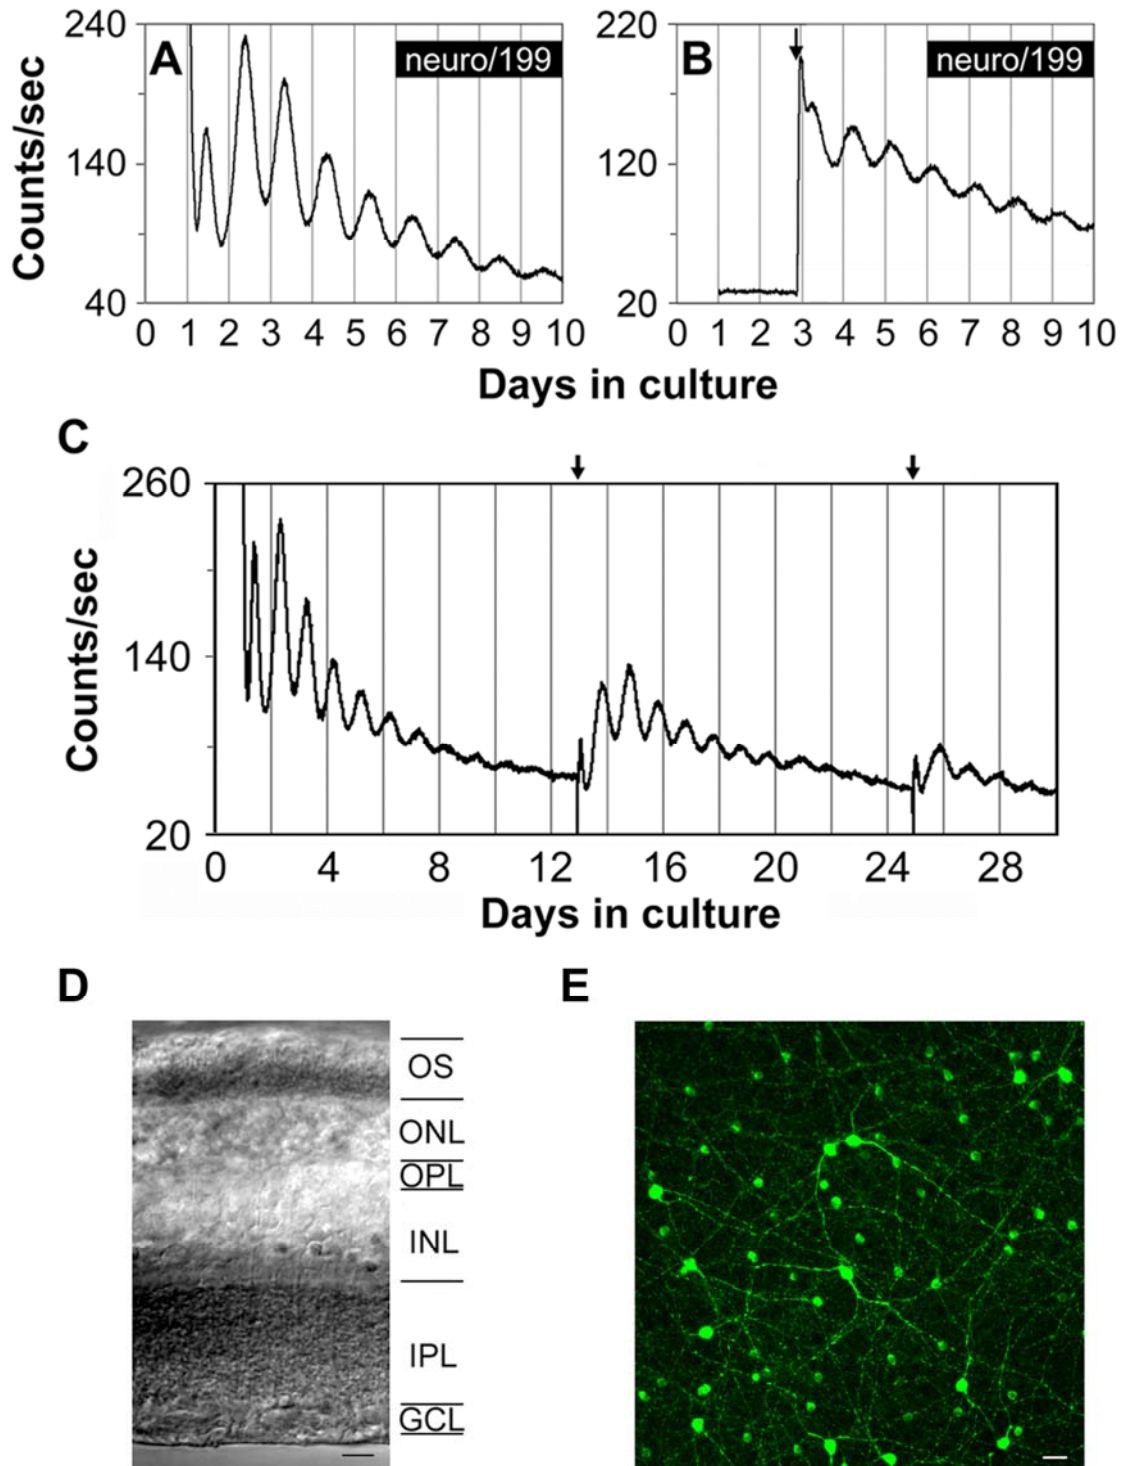 A
neuro/199
240
140
40
Counts/sec
0 1 2 3 4 5 6 7 8 9 10
B
neuro/199
220
120
20
0 1 2 3 4 5 6 7 8 9 10
Days in culture
C
260
140
20
Counts/sec
0 4 8 12 16 20 24 28
Days in culture
D
OS
ONL
OPL
INL
IPL
GCL
E